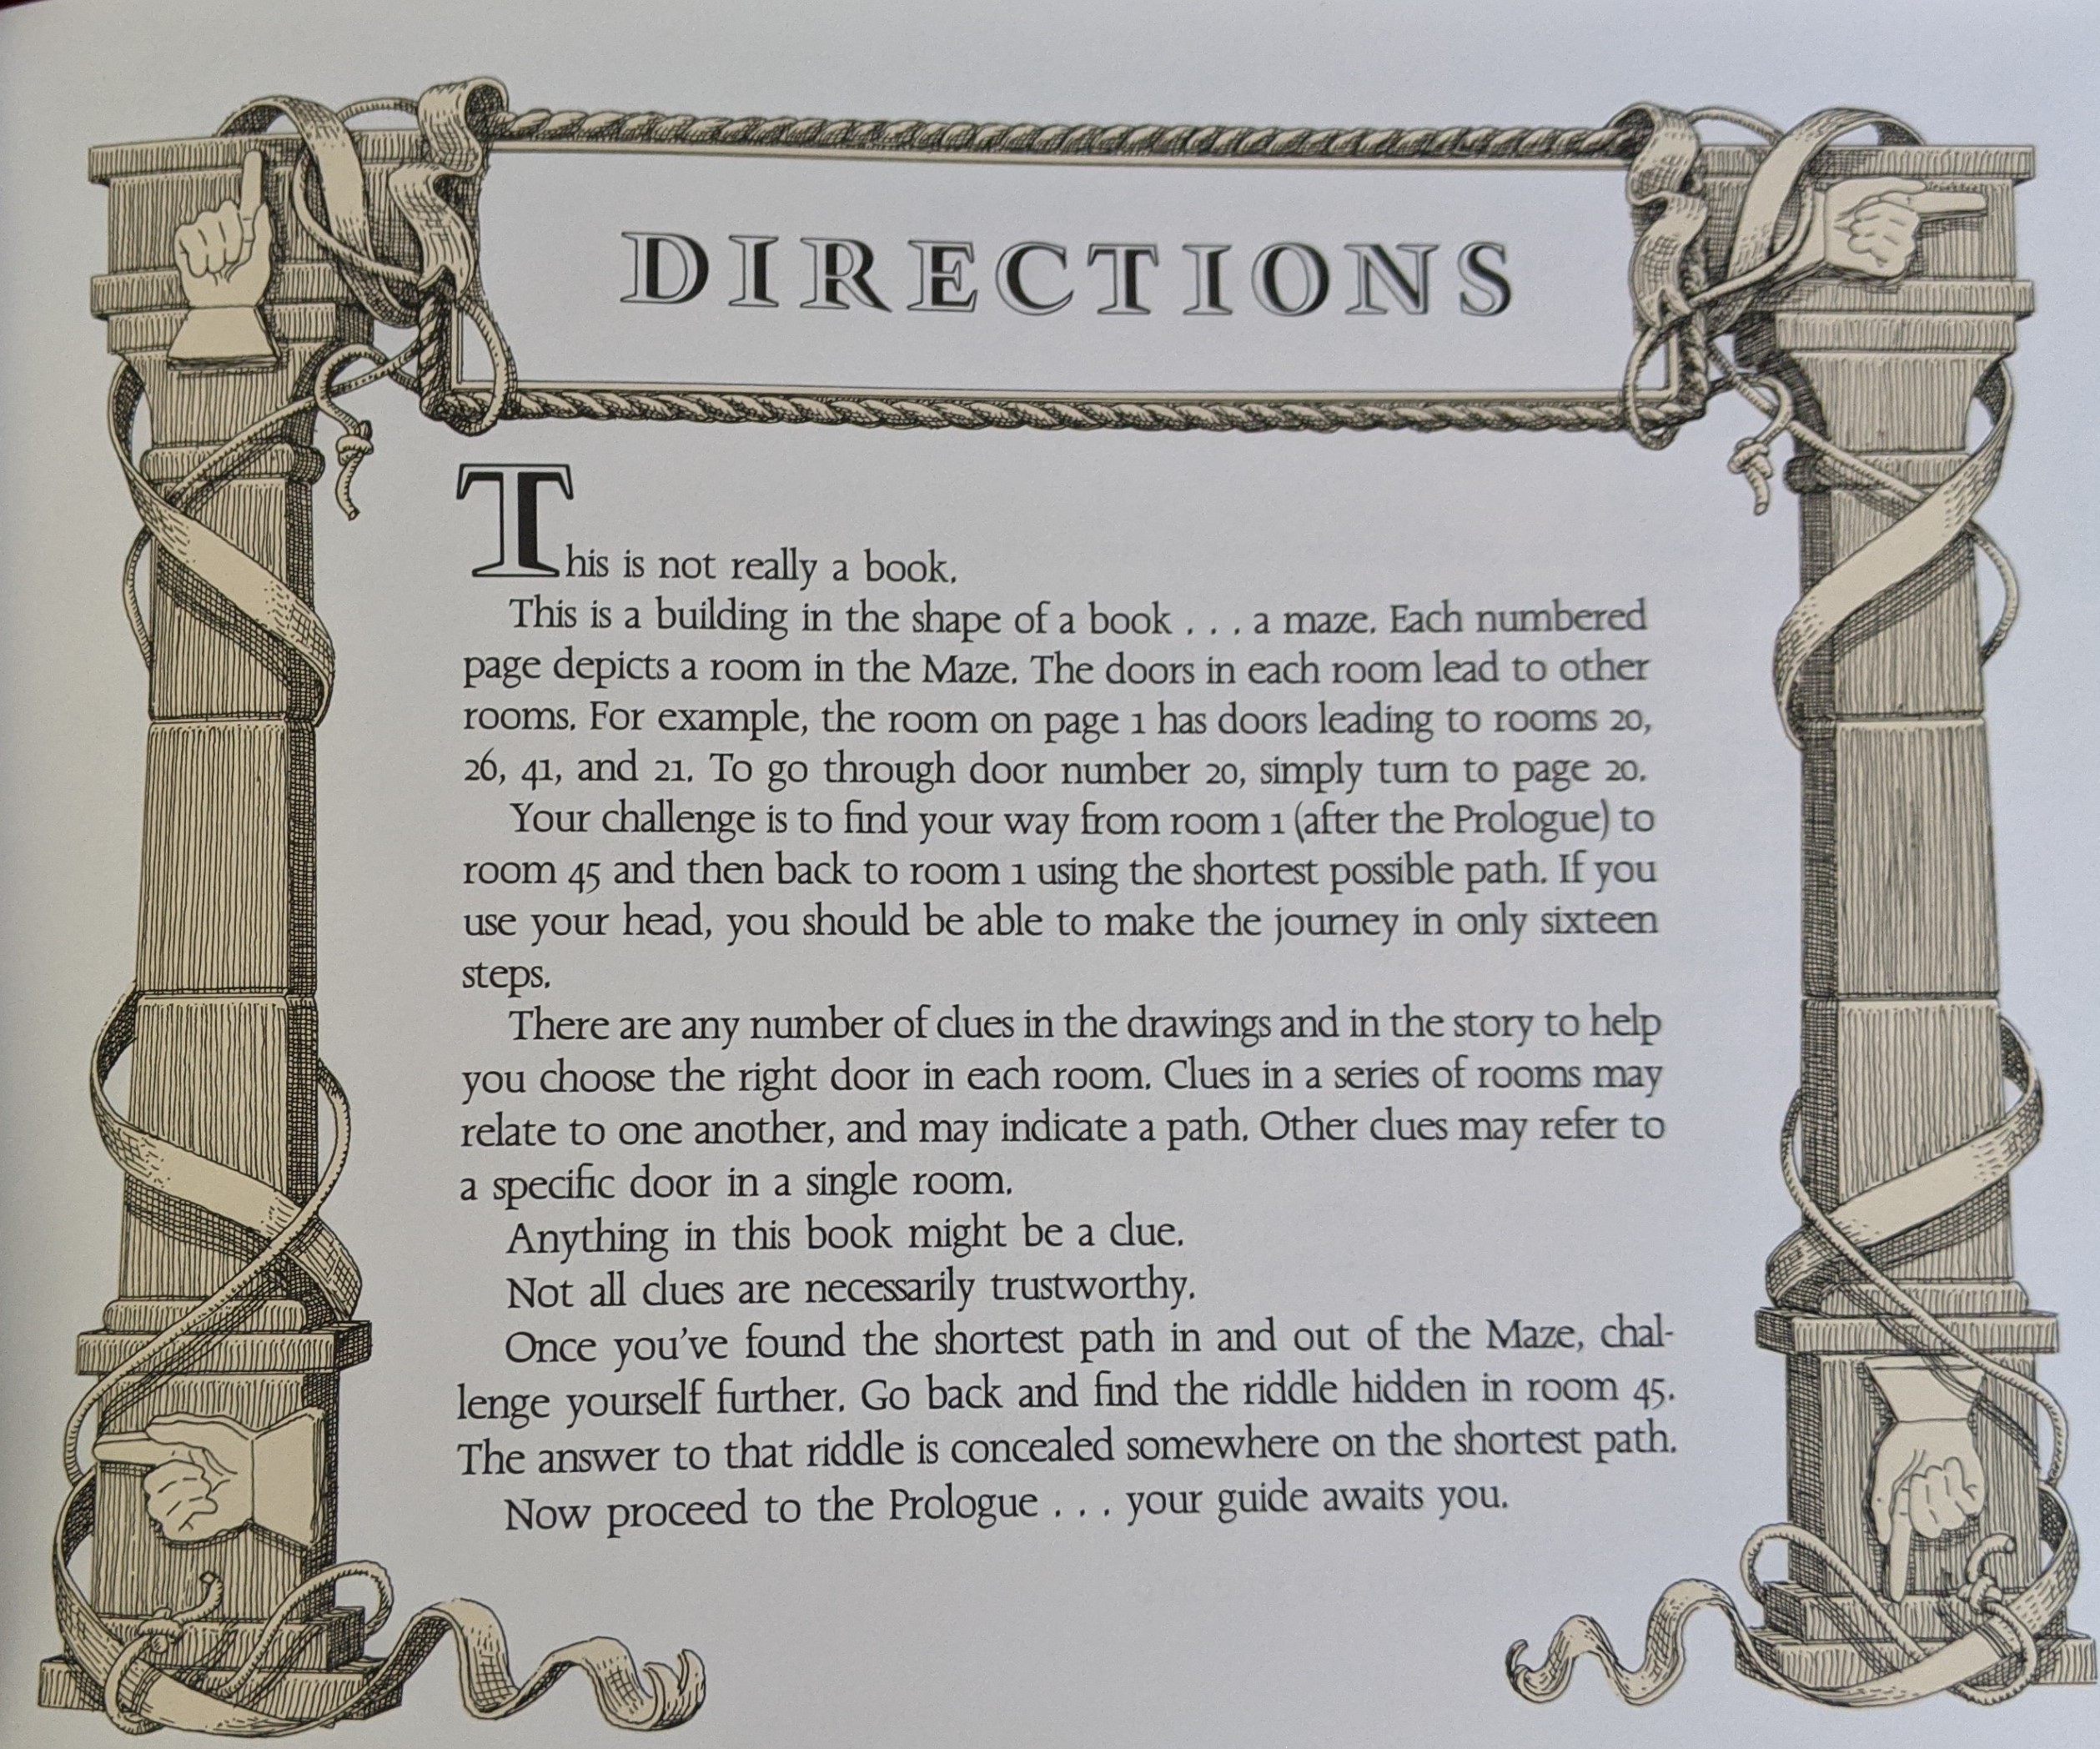 DIRECTIONS
This is not really a book.
This is a building in the shape of a book . . . a maze. Each numbered
page depicts a room in the Maze. The doors in each room lead to other
rooms. For example, the room on page 1 has doors leading to rooms 20,
26, 41, and 21. To go through door number 20, simply turn to page 20.
Your challenge is to find your way from room 1 (after the Prologue) to
room 45 and then back to room 1 using the shortest possible path. If you
use your head, you should be able to make the journey in only sixteen
steps.
There are any number of clues in the drawings and in the story to help
you choose the right door in each room. Clues in a series of rooms may
relate to one another, and may indicate a path. Other clues may refer to
a specific door in a single room.
Anything in this book might be a clue.
Not all clues are necessarily trustworthy.
Once you've found the shortest path in and out of the Maze, chal-
lenge yourself further. Go back and find the riddle hidden in room 45.
The answer to that riddle is concealed somewhere on the shortest path.
Now proceed to the Prologue . . . your guide awaits you.